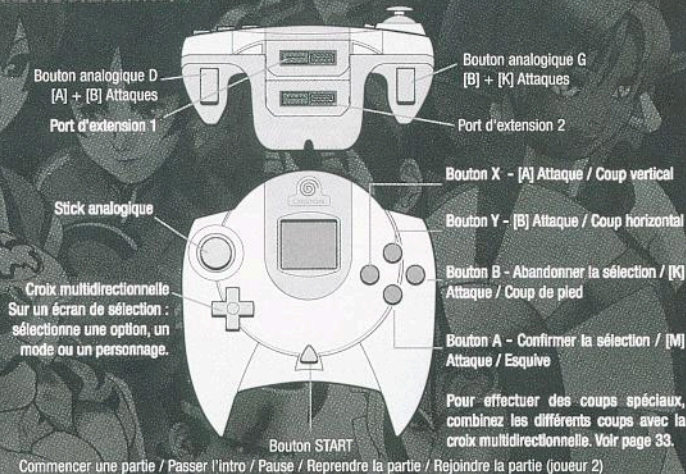 Bouton analogique D
[A] + [B] Attaques
Port d'extension 1
Bouton analogique G
[B] + [K] Attaques
Port d'extension 2
Stick analogique
Croix multidirectionnelle
Sur un écran de sélection :
sélectionne une option, un
mode ou un personnage.
Bouton X - [A] Attaque / Coup vertical
Bouton Y - [B] Attaque / Coup horizontal
Bouton B - Abandonner la sélection / [K]
Attaque / Coup de pied
Bouton A - Confirmer la sélection / [M]
Attaque / Esquive
Pour effectuer des coups spéciaux,
combinez les différents coups avec la
croix multidirectionnelle. Voir page 33.
Bouton START
Commencer une partie / Passer l'intro / Pause / Reprendre la partie / Rejoindre la partie (joueur 2)